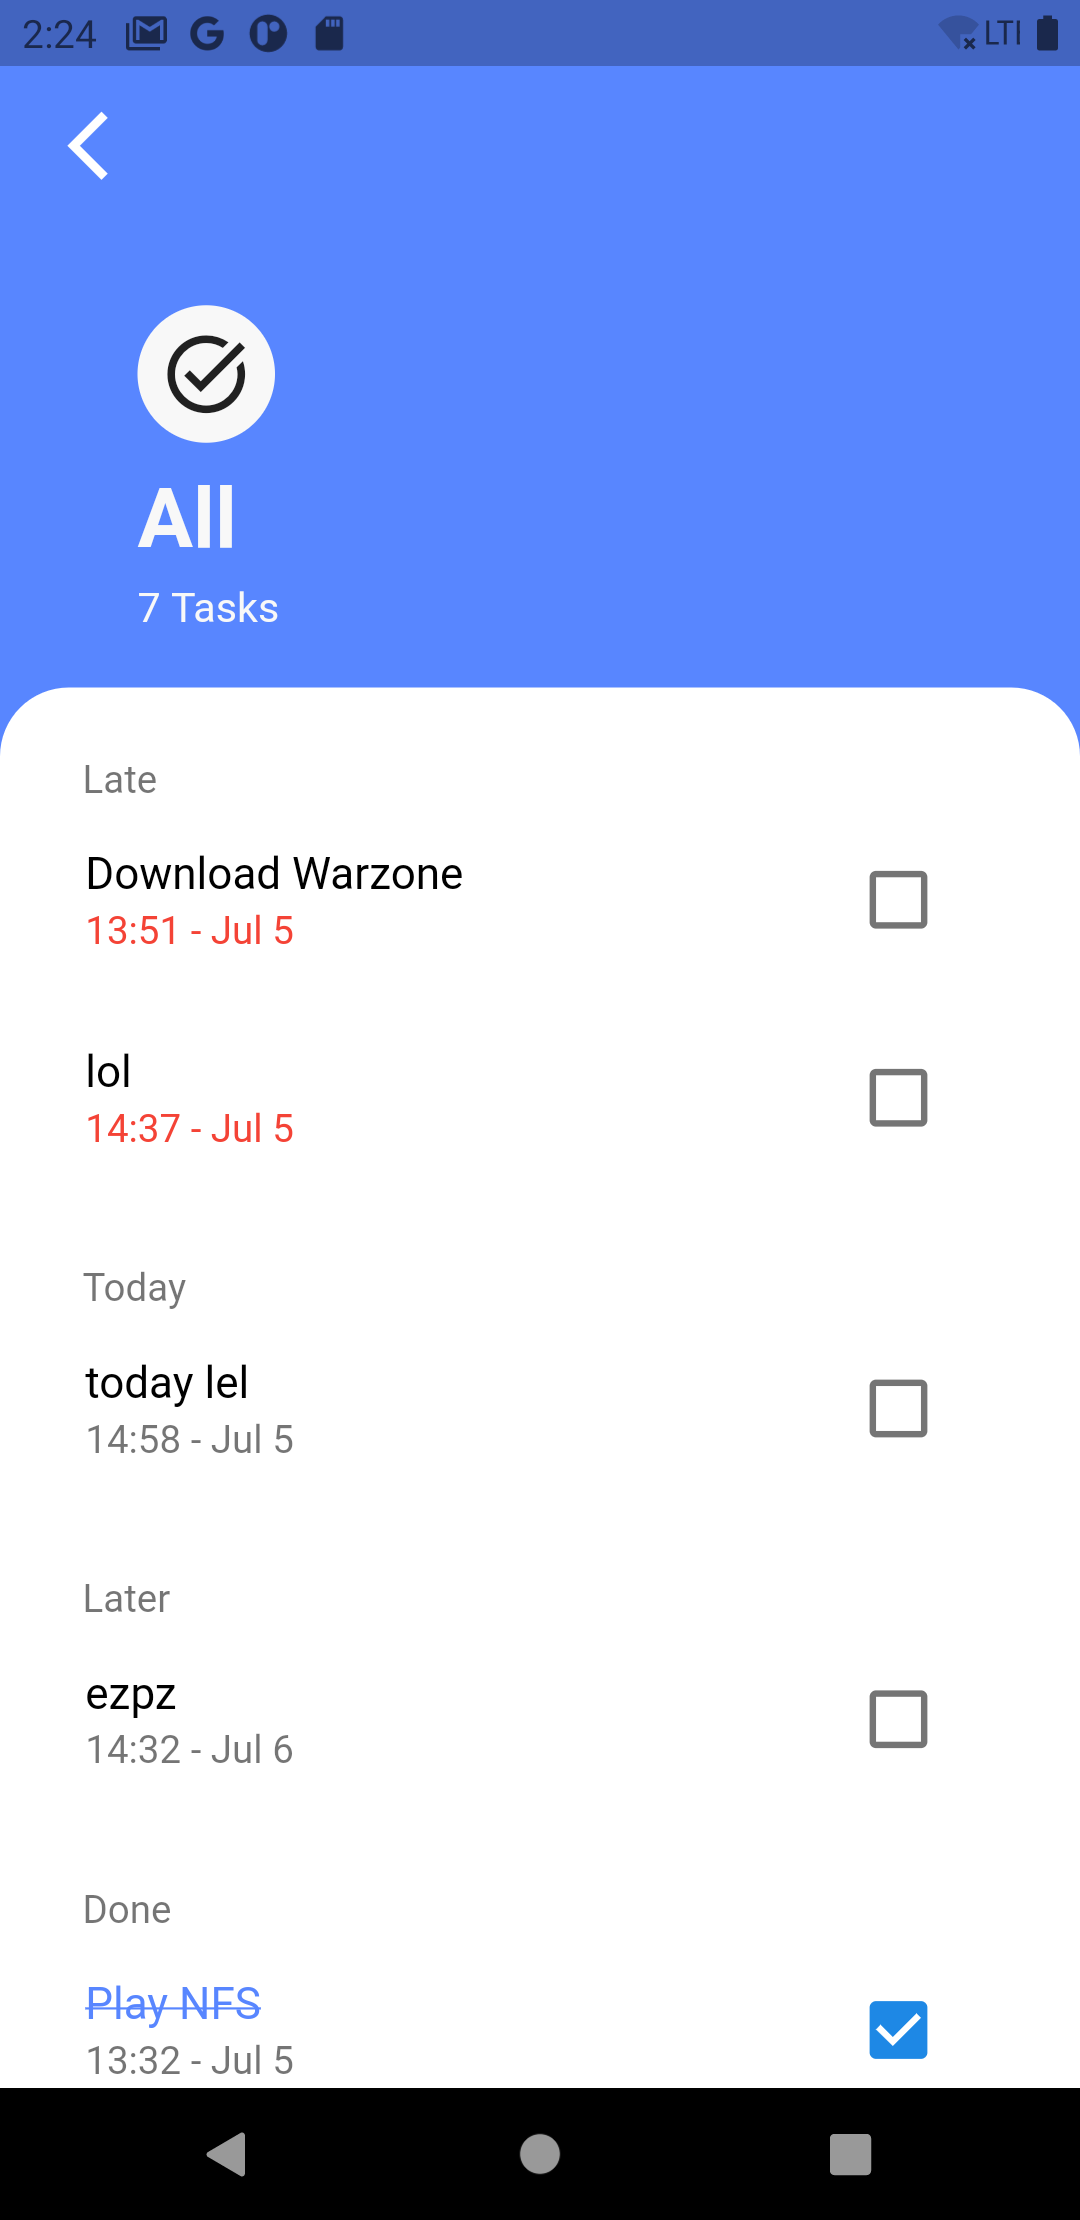 2:24 LTI
All
7 Tasks
Late
Download Warzone
13:51 - Jul 5
lol
14:37 - Jul 5
Today
today lel
14:58 - Jul 5
Later
ezpz
14:32 - Jul 6
Done
Play NFS
13:32 - Jul 5